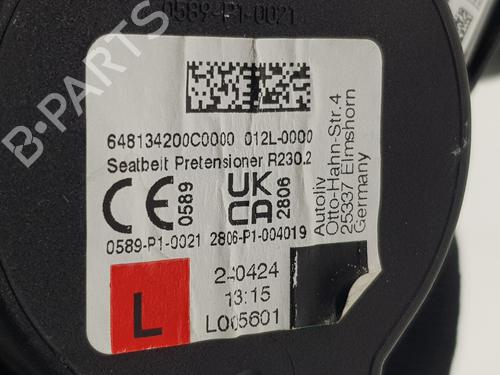 0589-P1-0021
648134200C0000 012L-0000
Seatbelt Pretensioner R230.2
CE 0589
UK CA 2806
0589-P1-0021 2806-P1-004019
Autoliv
Otto-Hahn-Str.4
25337 Elmshorn
Germany
L
240424
13:15
L005601
B-PARTS